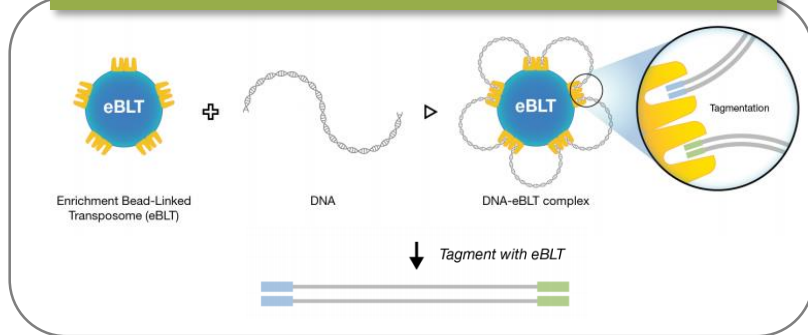 eBLT
eBLT
Tagmentation
Enrichment Bead-Linked
Transposome (eBLT)
DNA
DNA-eBLT complex
Tagment with eBLT